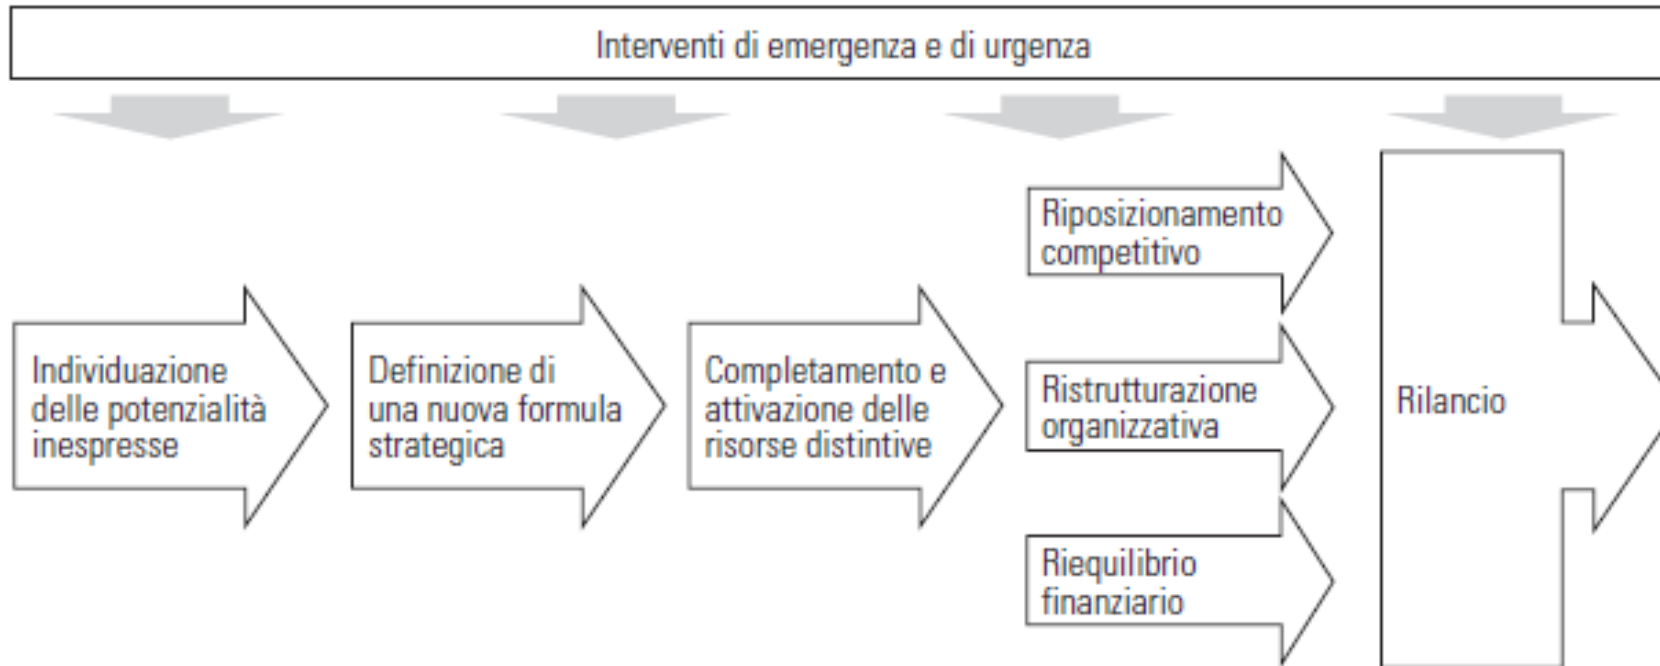 Interventi di emergenza e di urgenza
Individuazione
delle potenzialità
inespresse
Definizione di
una nuova formula
strategica
Completamento e
attivazione delle
risorse distintive
Riposizionamento
competitivo
Ristrutturazione
organizzativa
Riequilibrio
finanziario
Rilancio